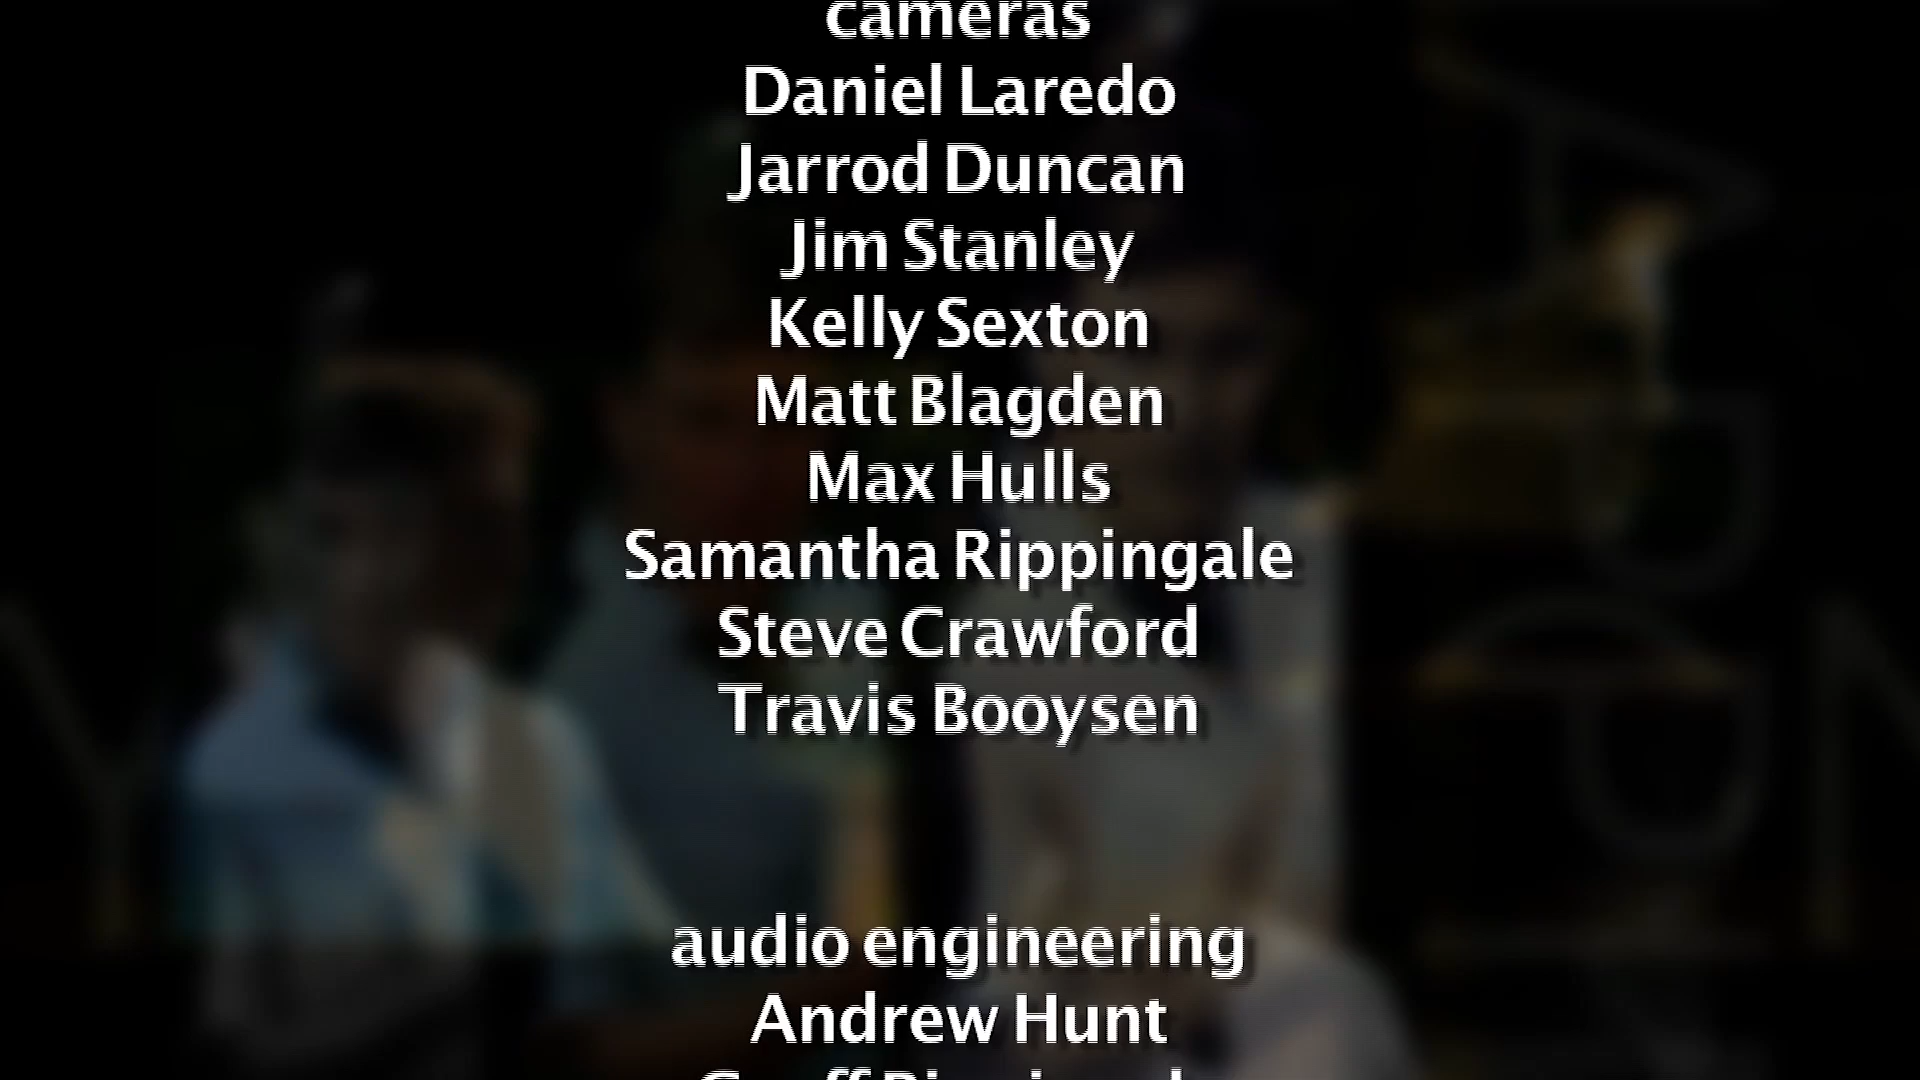 cameras
Daniel Laredo
Jarrod Duncan
Jim Stanley
Kelly Sexton
Matt Blagden
Max Hulls
Samantha Rippingale
Steve Crawford
Travis Booysen
audio engineering
Andrew Hunt